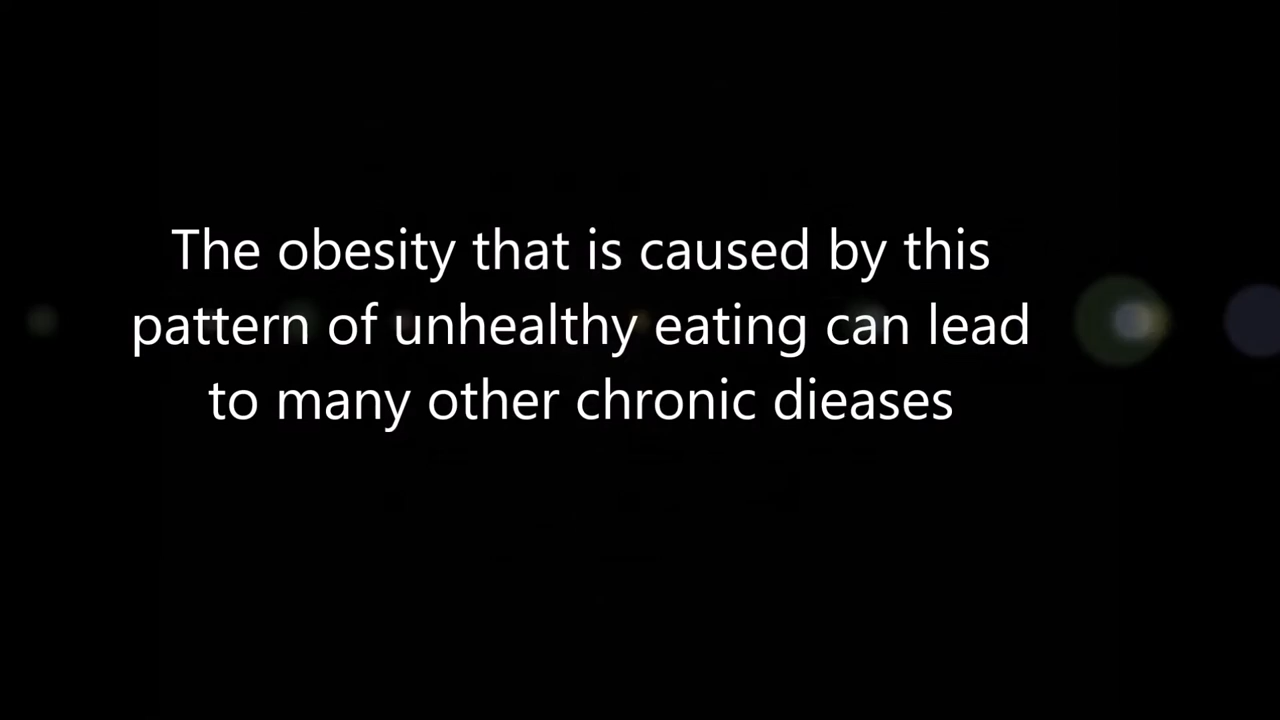 The obesity that is caused by this
pattern of unhealthy eating can lead
to many other chronic dieases